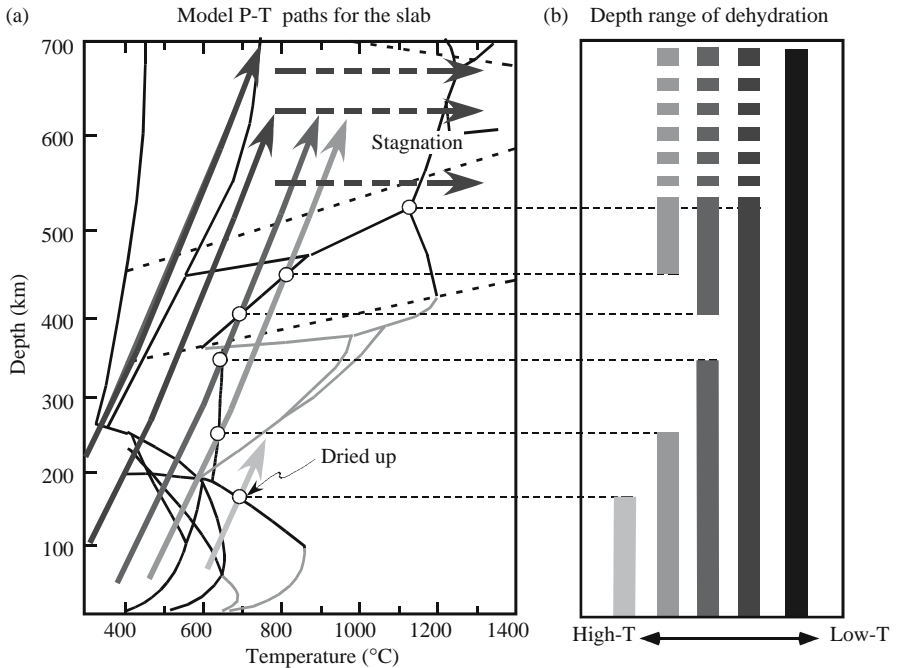 (a) Model P-T paths for the slab
(b) Depth range of dehydration
700
600
500
400
300
200
100
Depth (km)
Stagnation
Dried up
400 600 800 1000 1200 1400
Temperature (°C)
High-T Low-T